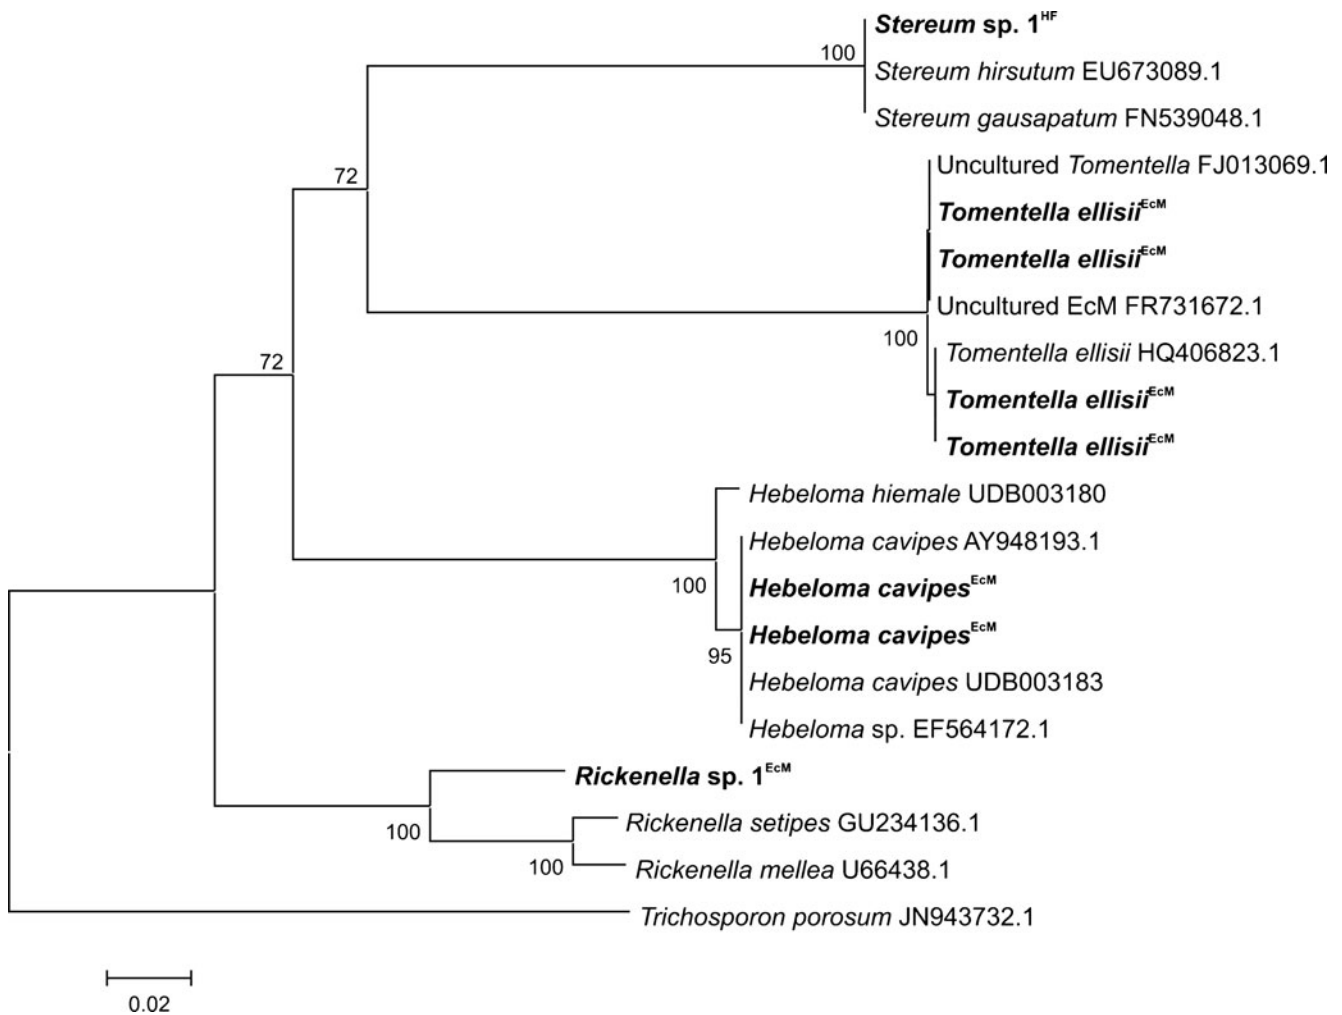 Stereum sp. 1HF
100
Stereum hirsutum EU673089.1
Stereum gausapatum FN539048.1
Uncultured Tomentella FJ013069.1
72
Tomentella ellisiiEcM
Tomentella ellisiiEcM
Uncultured EcM FR731672.1
100
Tomentella ellisii HQ406823.1
72
Tomentella ellisiiEcM
Tomentella ellisiiEcM
Hebeloma hiemale UDB003180
Hebeloma cavipes AY948193.1
100
Hebeloma cavipesEcM
Hebeloma cavipesEcM
95
Hebeloma cavipes UDB003183
Hebeloma sp. EF564172.1
Rickenella sp. 1EcM
100
Rickenella setipes GU234136.1
100
Rickenella mellea U66438.1
Trichosporon porosum JN943732.1
0.02